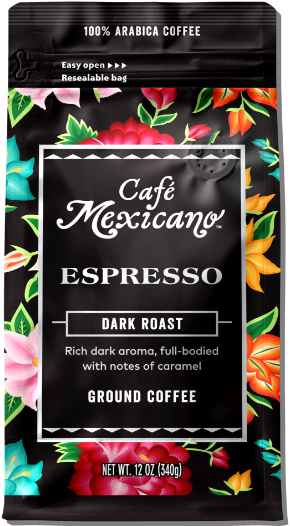 100% ARABICA COFFEE
Easy open ▸▸▸
Resealable bag
Café
Mexicano™
ESPRESSO
DARK ROAST
Rich dark aroma, full-bodied
with notes of caramel
GROUND COFFEE
NET WT. 12 OZ (340g)